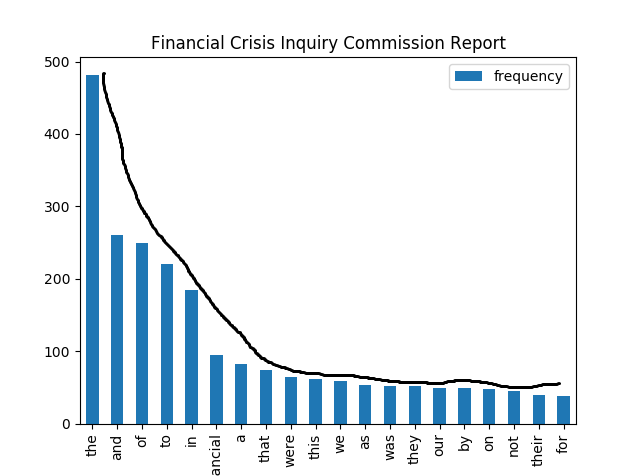 Financial Crisis Inquiry Commission Report
frequency
500
400
300
200
100
0
the
and
of
to
in
ancial
a
that
were
this
we
as
was
they
our
by
on
not
their
for